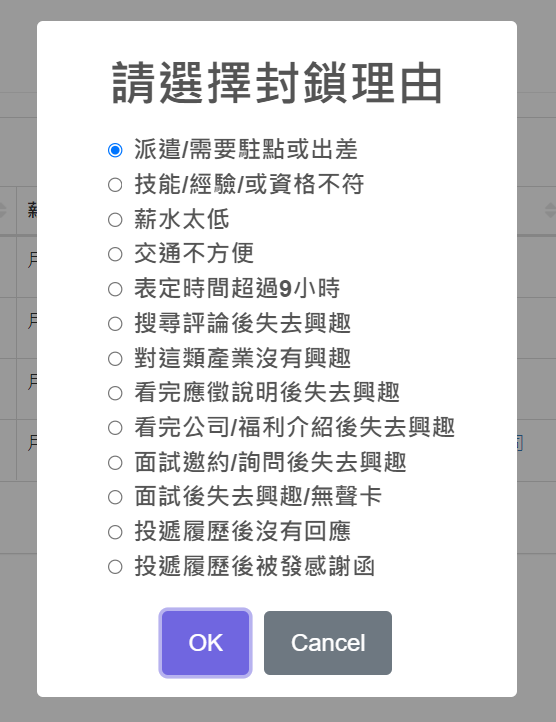 請選擇封鎖理由
派遣/需要駐點或出差
技能/經驗/或資格不符
薪水太低
交通不方便
表定時間超過9小時
搜尋評論後失去興趣
對這類產業沒有興趣
看完應徵說明後失去興趣
看完公司/福利介紹後失去興趣
面試邀約/詢問後失去興趣
面試後失去興趣/無聲卡
投遞履歷後沒有回應
投遞履歷後被發感謝函
OK
Cancel